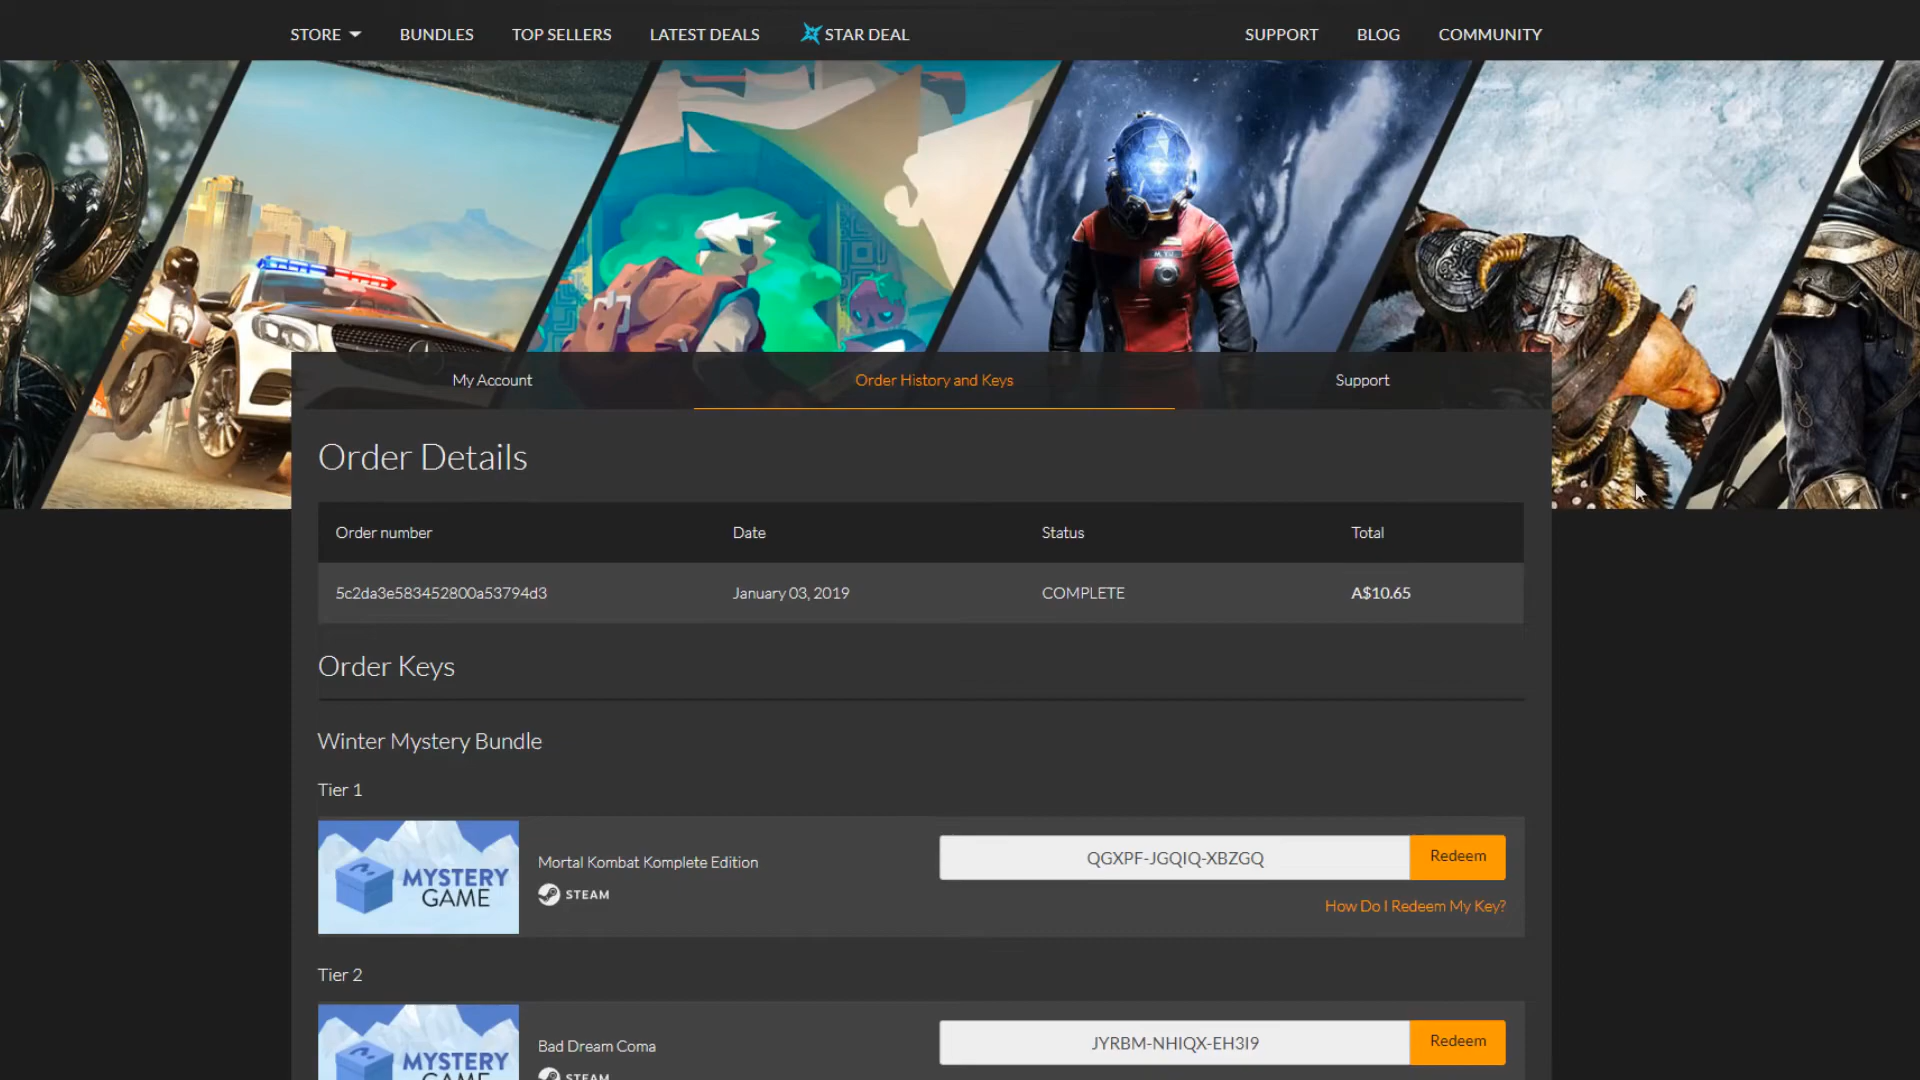 STORE BUNDLES TOP SELLERS LATEST DEALS STAR DEAL SUPPORT BLOG COMMUNITY
My Account Order History and Keys Support
Order Details
Order number Date Status Total
5c2da3e583452800a53794d3 January 03, 2019 COMPLETE A$10.65
Order Keys
Winter Mystery Bundle
Tier 1
MYSTERY
GAME
Mortal Kombat Komplete Edition
STEAM
QGXPF-JGQIQ-XBZGQ
Redeem
How Do I Redeem My Key?
Tier 2
MYSTERY
GAME
Bad Dream Coma
STEAM
JYRBM-NHIQX-EH3I9
Redeem